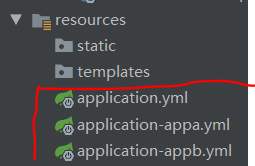 resources
static
templates
application.yml
application-appa.yml
application-appb.yml